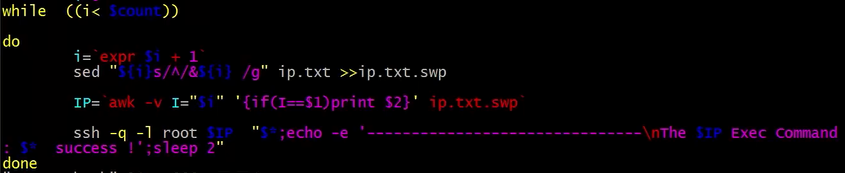 while  ((i< $count))
do
i=`expr $i + 1`
sed "${i}s/^/&${i} /g" ip.txt >>ip.txt.swp
IP=`awk -v I="$i" '{if(I==$1)print $2}' ip.txt.swp`
ssh -q -l root $IP  "$*;echo -e '-------------------------------\nThe $IP Exec Command
: $*  success !';sleep 2"
done